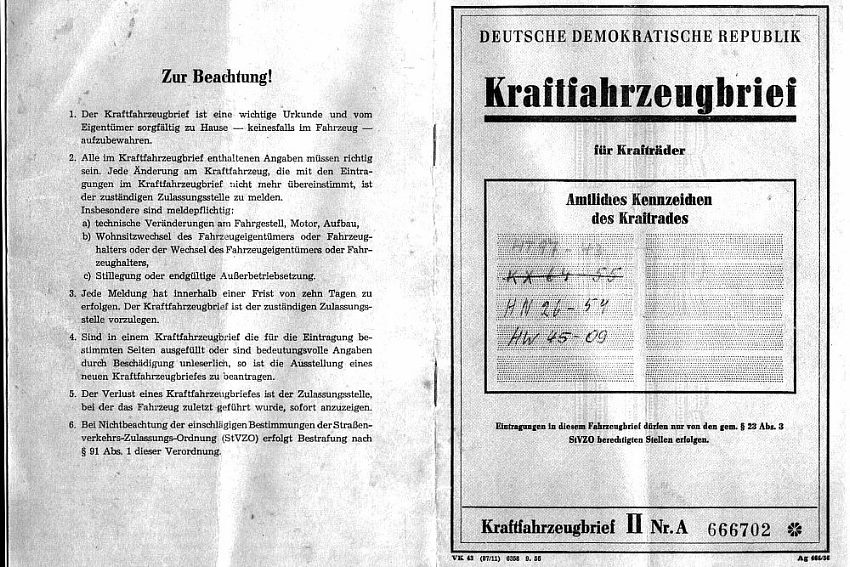 Zur Beachtung!
1. Der Kraftfahrzeugbrief ist eine wichtige Urkunde und vom
Eigentümer sorgfältig zu Hause — keinesfalls im Fahrzeug —
aufzubewahren.
2. Alle im Kraftfahrzeugbrief enthaltenen Angaben müssen richtig
sein. Jede Änderung am Kraftfahrzeug, die mit den Eintra-
gungen im Kraftfahrzeugbrief nicht mehr übereinstimmt, ist
der zuständigen Zulassungsstelle zu melden.
Insbesondere sind meldepflichtig:
a) technische Veränderungen am Fahrgestell, Motor, Aufbau,
b) Wohnsitzwechsel des Fahrzeugeigentümers oder Fahrzeug-
halters oder der Wechsel des Fahrzeugeigentümers oder Fahr-
zeughalters,
c) Stillegung oder endgültige Außerbetriebsetzung.
3. Jede Meldung hat innerhalb einer Frist von zehn Tagen zu
erfolgen. Der Kraftfahrzeugbrief ist der zuständigen Zulassungs-
stelle vorzulegen.
4. Sind in einem Kraftfahrzeugbrief die für die Eintragung be-
stimmten Seiten ausgefüllt oder sind bedeutungsvolle Angaben
durch Beschädigung unleserlich, so ist die Ausstellung eines
neuen Kraftfahrzeugbriefes zu beantragen.
5. Der Verlust eines Kraftfahrzeugbriefes ist der Zulassungsstelle,
bei der das Fahrzeug zuletzt geführt wurde, sofort anzuzeigen.
6. Bei Nichtbeachtung der einschlägigen Bestimmungen der Straßen-
verkehrs-Zulassungs-Ordnung (StVZO) erfolgt Bestrafung nach
§ 91 Abs. 1 dieser Verordnung.
DEUTSCHE DEMOKRATISCHE REPUBLIK
Kraftfahrzeugbrief
für Krafträder
Amtliches Kennzeichen
des Kraftrades
KX 64-55
HN 26-54
HW 45-09
Eintragungen in diesem Fahrzeugbrief dürfen nur von den gem. § 23 Abs. 3
StVZO berechtigten Stellen erfolgen.
Kraftfahrzeugbrief II Nr. A 666702
VK 43 (87/11) 0358 9. 56
Ag